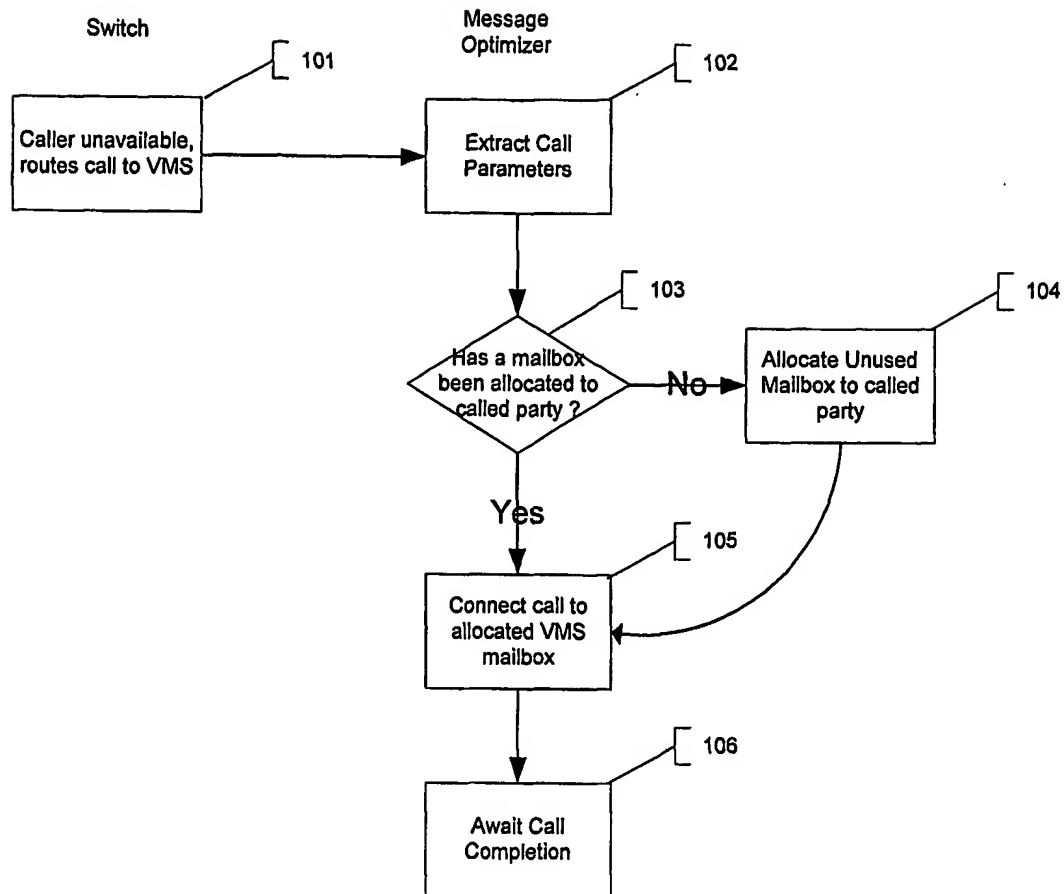 Switch
Message
Optimizer
101
102
Caller unavailable,
routes call to VMS
Extract Call
Parameters
103
104
Has a mailbox
been allocated to
called party ?
No
Allocate Unused
Mailbox to called
party
Yes
105
Connect call to
allocated VMS
mailbox
106
Await Call
Completion